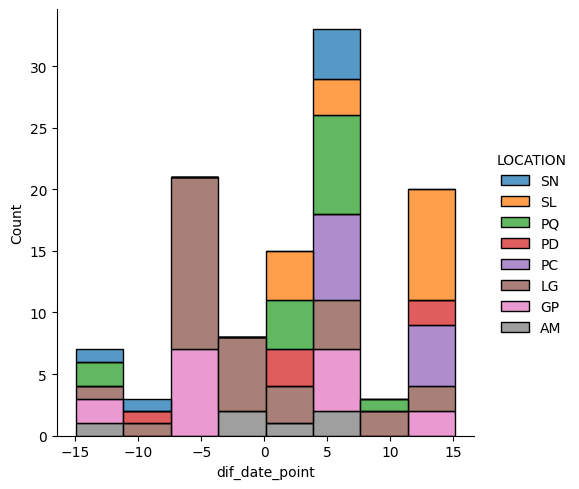 30
25
20
15
10
5
0
Count
−15
−10
−5
0
5
10
15
dif_date_point
LOCATION
SN
SL
PQ
PD
PC
LG
GP
AM